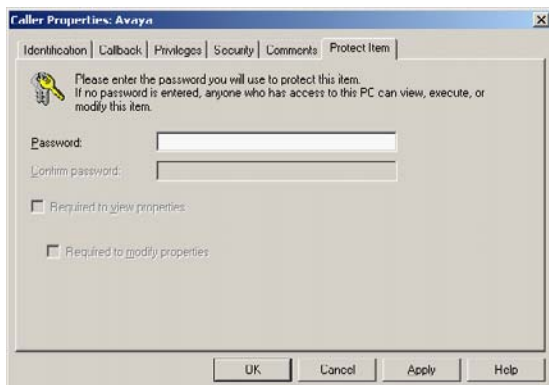 Caller Properties: Avaya
Identification Callback Privileges Security Comments Protect Item
Please enter the password you will use to protect this item.
If no password is entered, anyone who has access to this PC can view, execute, or
modify this item.
Password:
Confirm password:
Required to view properties
Required to modify properties
OK Cancel Apply Help